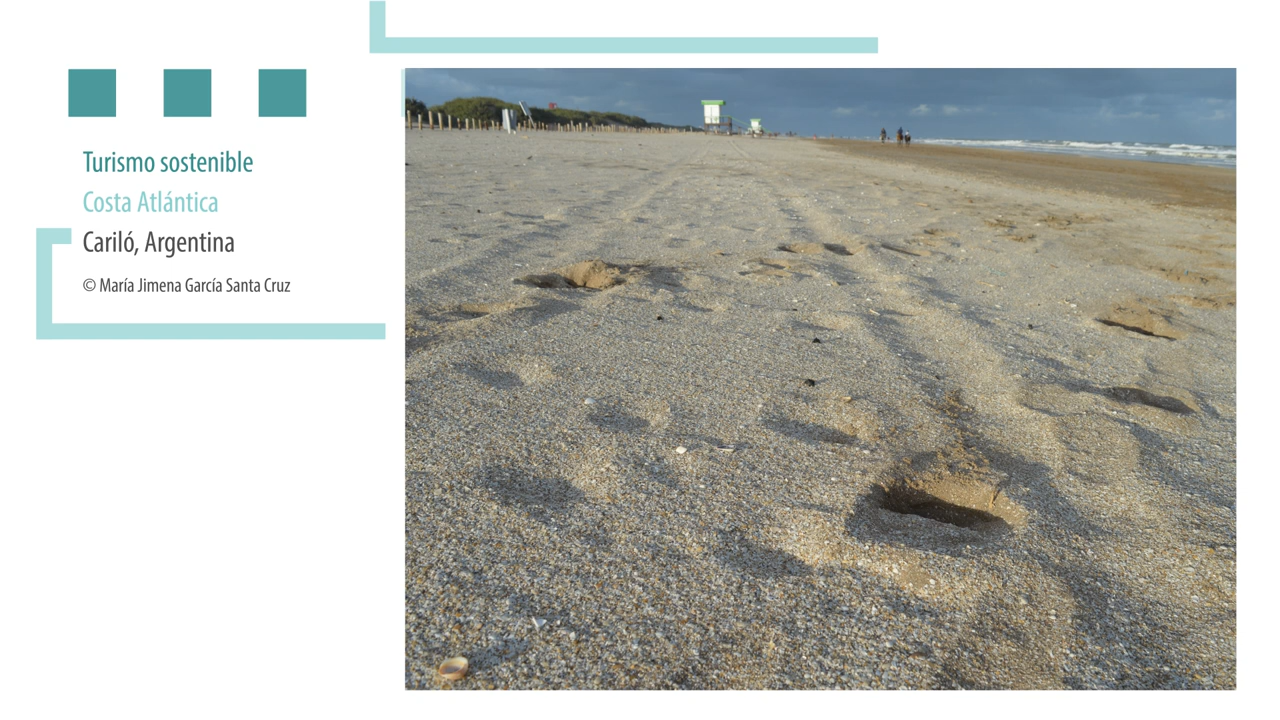 Turismo sostenible
Costa Atlántica
Cariló, Argentina
© María Jimena García Santa Cruz